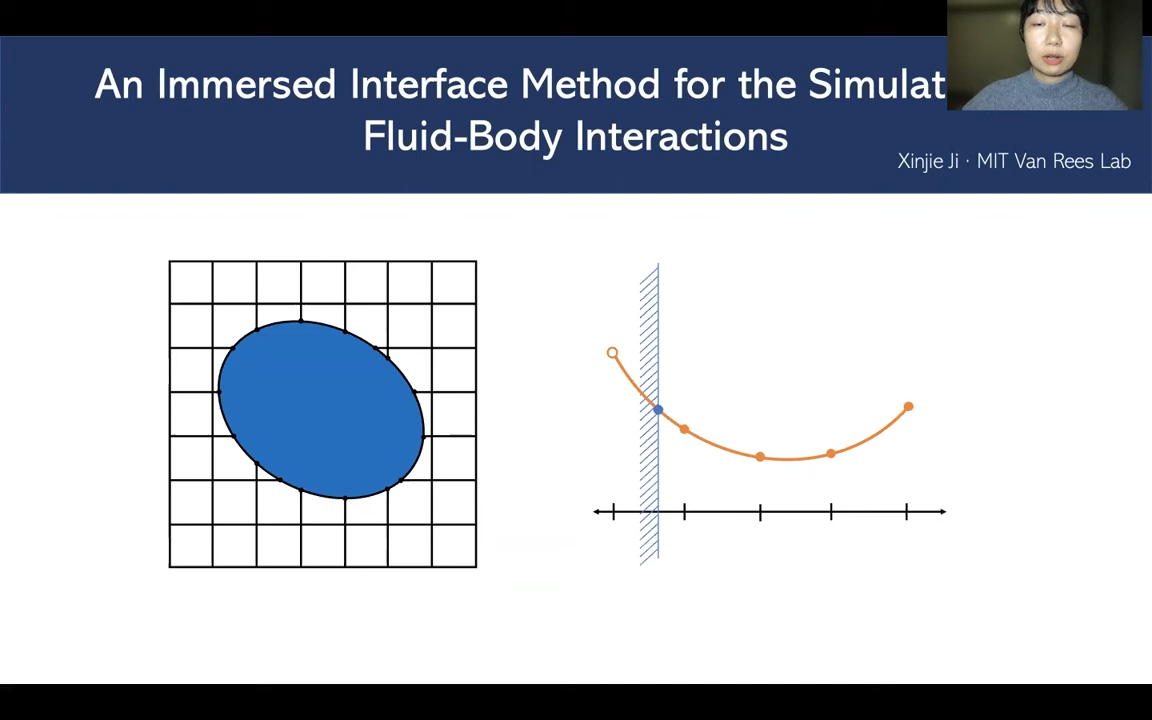 An Immersed Interface Method for the Simulat
Fluid-Body Interactions
Xinjie Ji · MIT Van Rees Lab